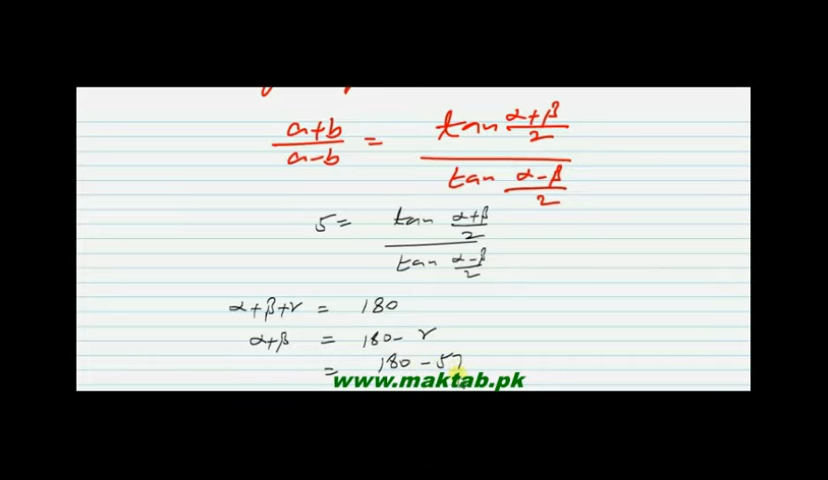 a+b / a-b = tan α+β/2 / tan α-β/2
5 = tan α+β/2 / tan α-β/2
α+β+γ = 180
α+β = 180-γ
= 180-57
www.maktab.pk